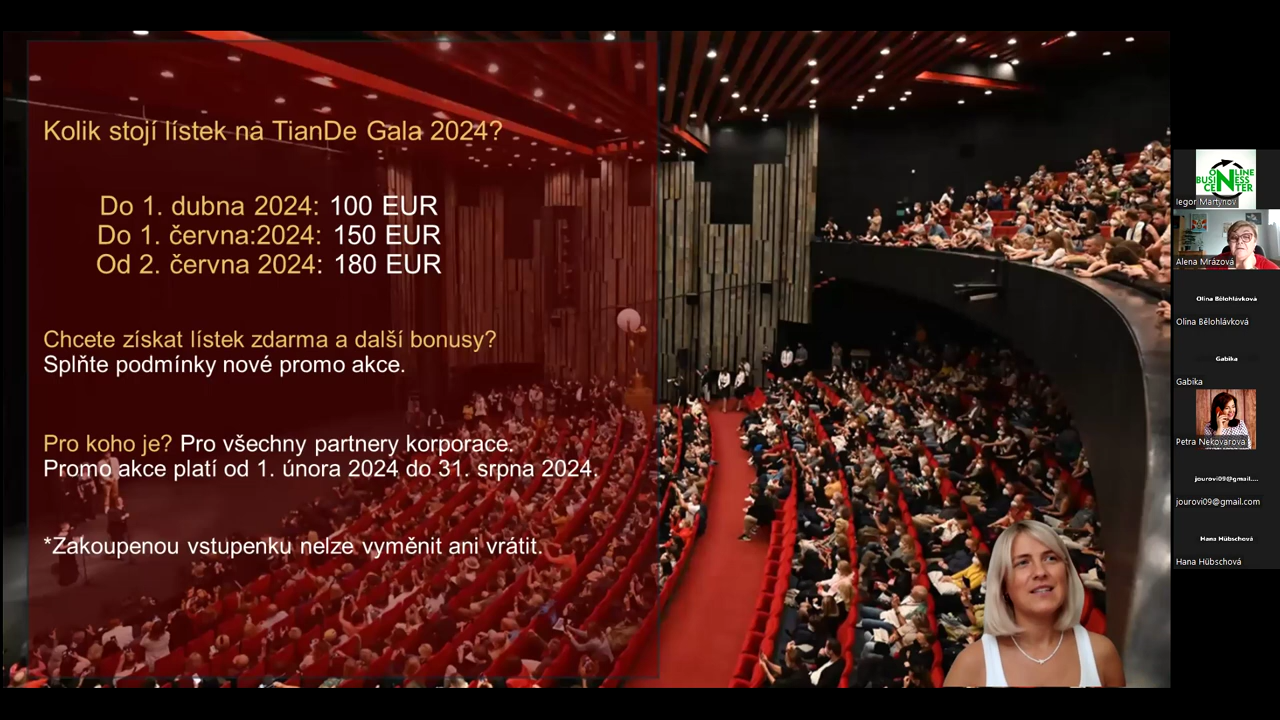 Kolik stojí lístek na TianDe Gala 2024?
Do 1. dubna 2024: 100 EUR
Do 1. června:2024: 150 EUR
Od 2. června 2024: 180 EUR
Chcete získat lístek zdarma a další bonusy?
Splňte podmínky nové promo akce.
Pro koho je? Pro všechny partnery korporace.
Promo akce platí od 1. února 2024 do 31. srpna 2024.
*Zakoupenou vstupenku nelze vyměnit ani vrátit.
ONLINE
BUSINESS
CENTER
Iegor Martynov
Alena Mrázová
Olina Bělohlávková
Olina Bělohlávková
Gabika
Gabika
Petra Nekovarova
jourovi09@gmail....
jourovi09@gmail.com
Hana Hübschová
Hana Hübschová